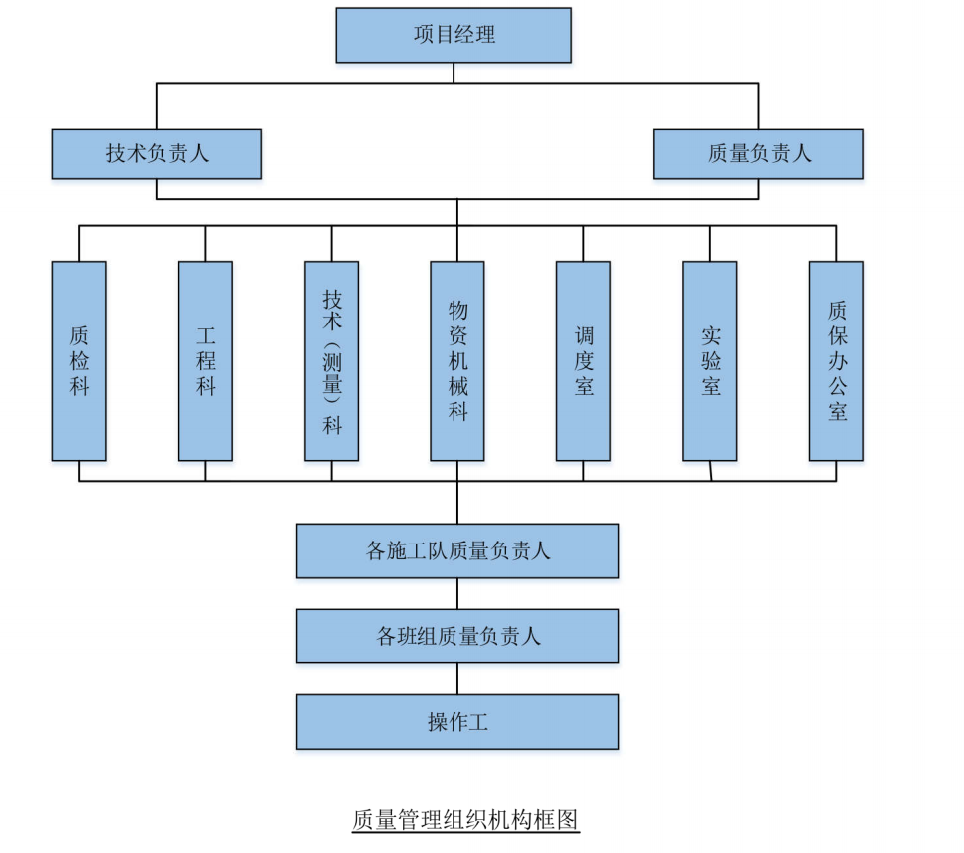 项目经理
技术负责人
质量负责人
质检科
工程科
技术（测量）科
物资机械科
调度室
实验室
质保办公室
各施工队质量负责人
各班组质量负责人
操作工
质量管理组织机构框图